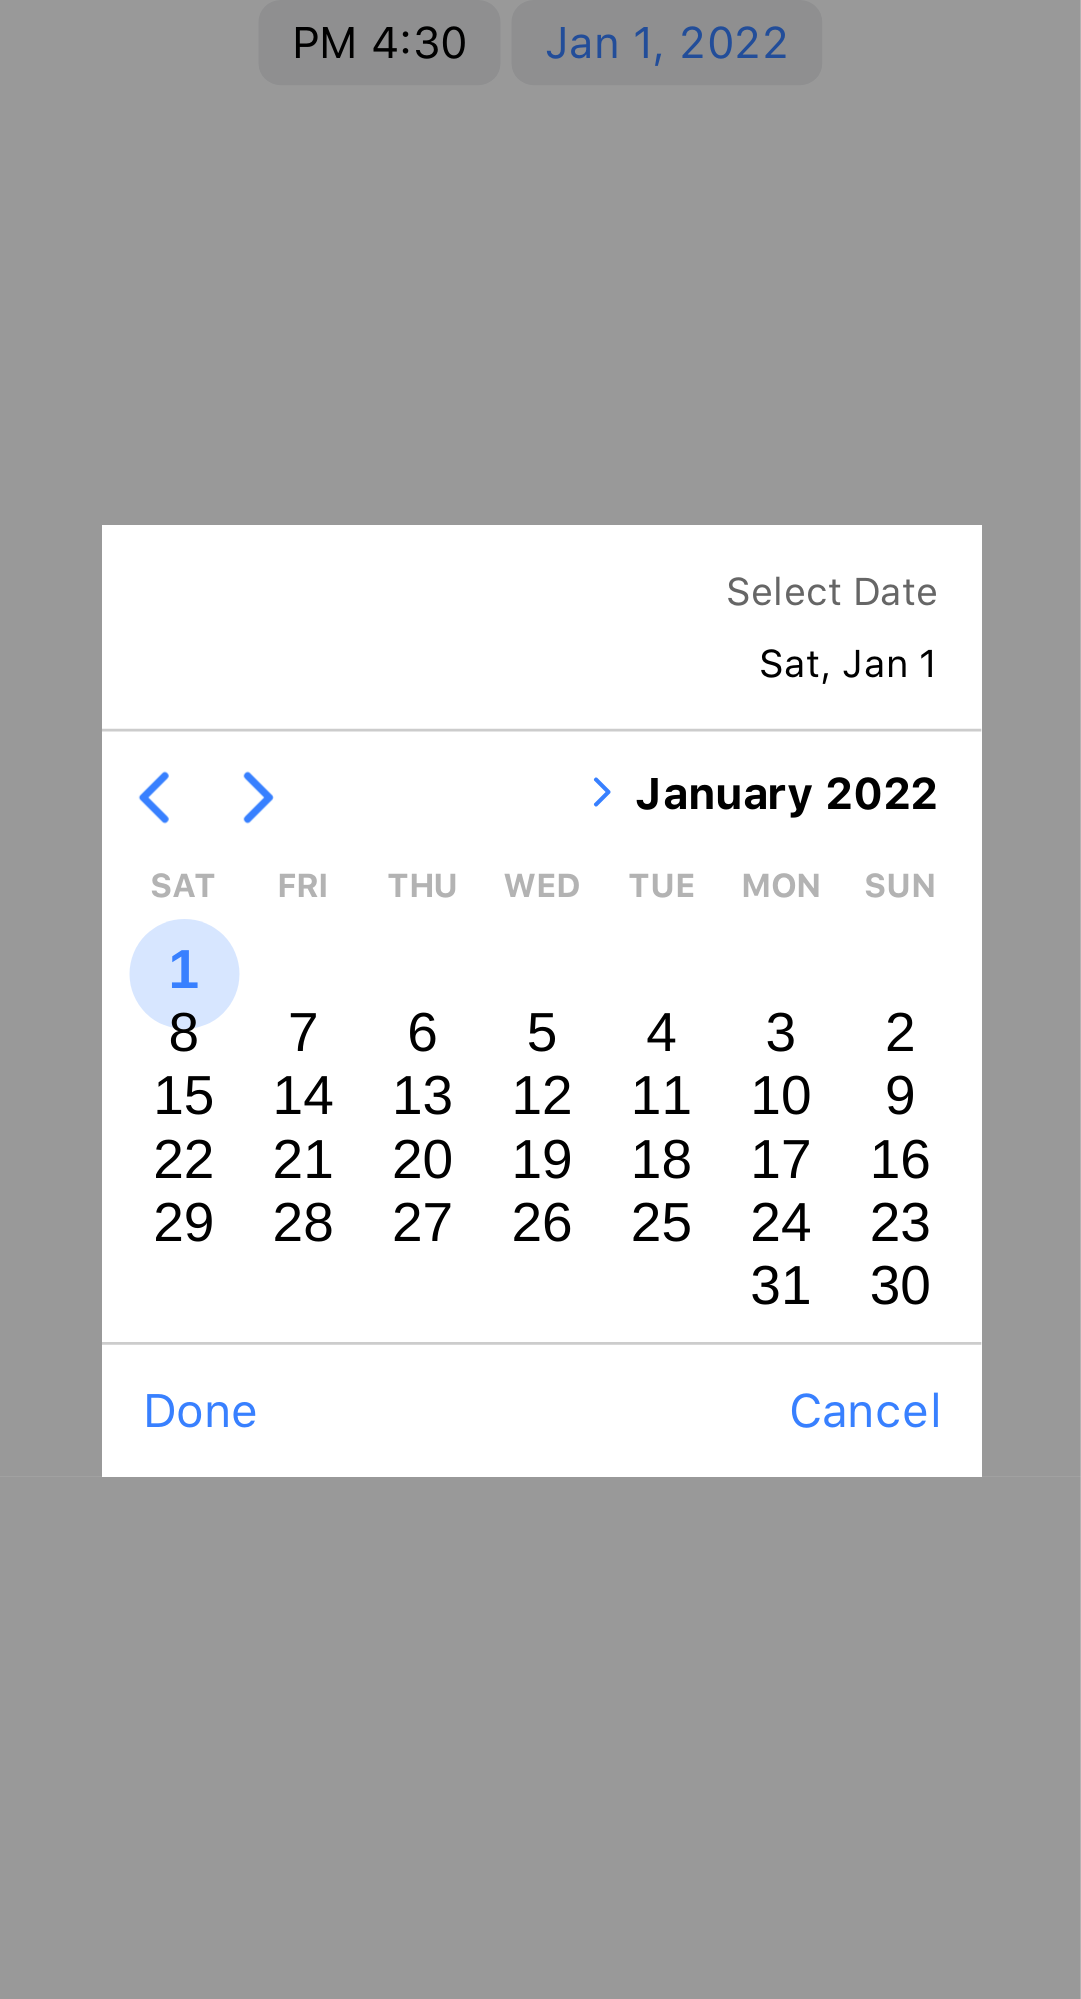 PM 4:30 Jan 1, 2022
Select Date
Sat, Jan 1
January 2022
SAT FRI THU WED TUE MON SUN
1
8 7 6 5 4 3 2
15 14 13 12 11 10 9
22 21 20 19 18 17 16
29 28 27 26 25 24 23
31 30
Done Cancel